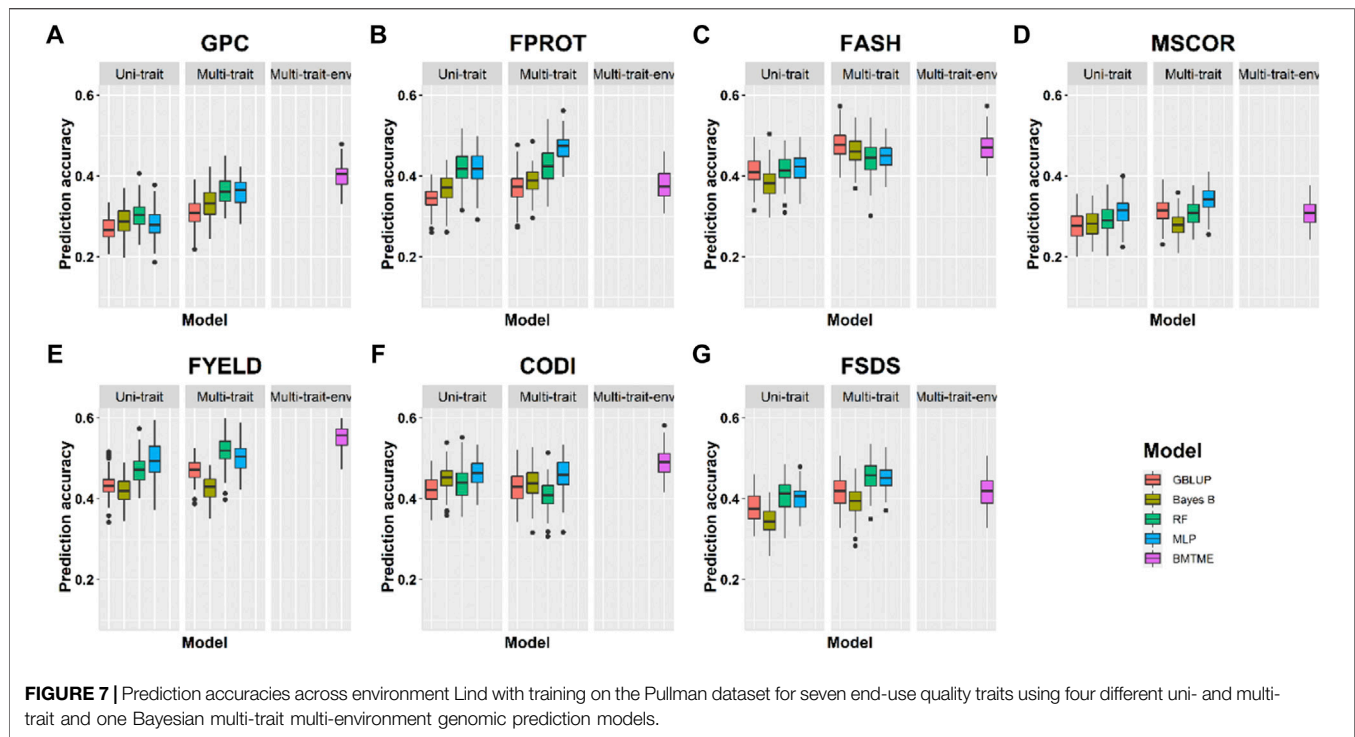 A
GPC
Uni-trait Multi-trait Multi-trait-env
Prediction accuracy
0.6
0.4
0.2
Model
B
FPROT
Uni-trait Multi-trait Multi-trait-env
Prediction accuracy
0.6
0.4
0.2
Model
C
FASH
Uni-trait Multi-trait Multi-trait-env
Prediction accuracy
0.6
0.4
0.2
Model
D
MSCOR
Uni-trait Multi-trait Multi-trait-env
Prediction accuracy
0.6
0.4
0.2
Model
E
FYELD
Uni-trait Multi-trait Multi-trait-env
Prediction accuracy
0.6
0.4
0.2
Model
F
CODI
Uni-trait Multi-trait Multi-trait-env
Prediction accuracy
0.6
0.4
0.2
Model
G
FSDS
Uni-trait Multi-trait Multi-trait-env
Prediction accuracy
0.6
0.4
0.2
Model
Model
GBLUP
Bayes B
RF
MLP
BMTME
FIGURE 7 | Prediction accuracies across environment Lind with training on the Pullman dataset for seven end-use quality traits using four different uni- and multi-
trait and one Bayesian multi-trait multi-environment genomic prediction models.